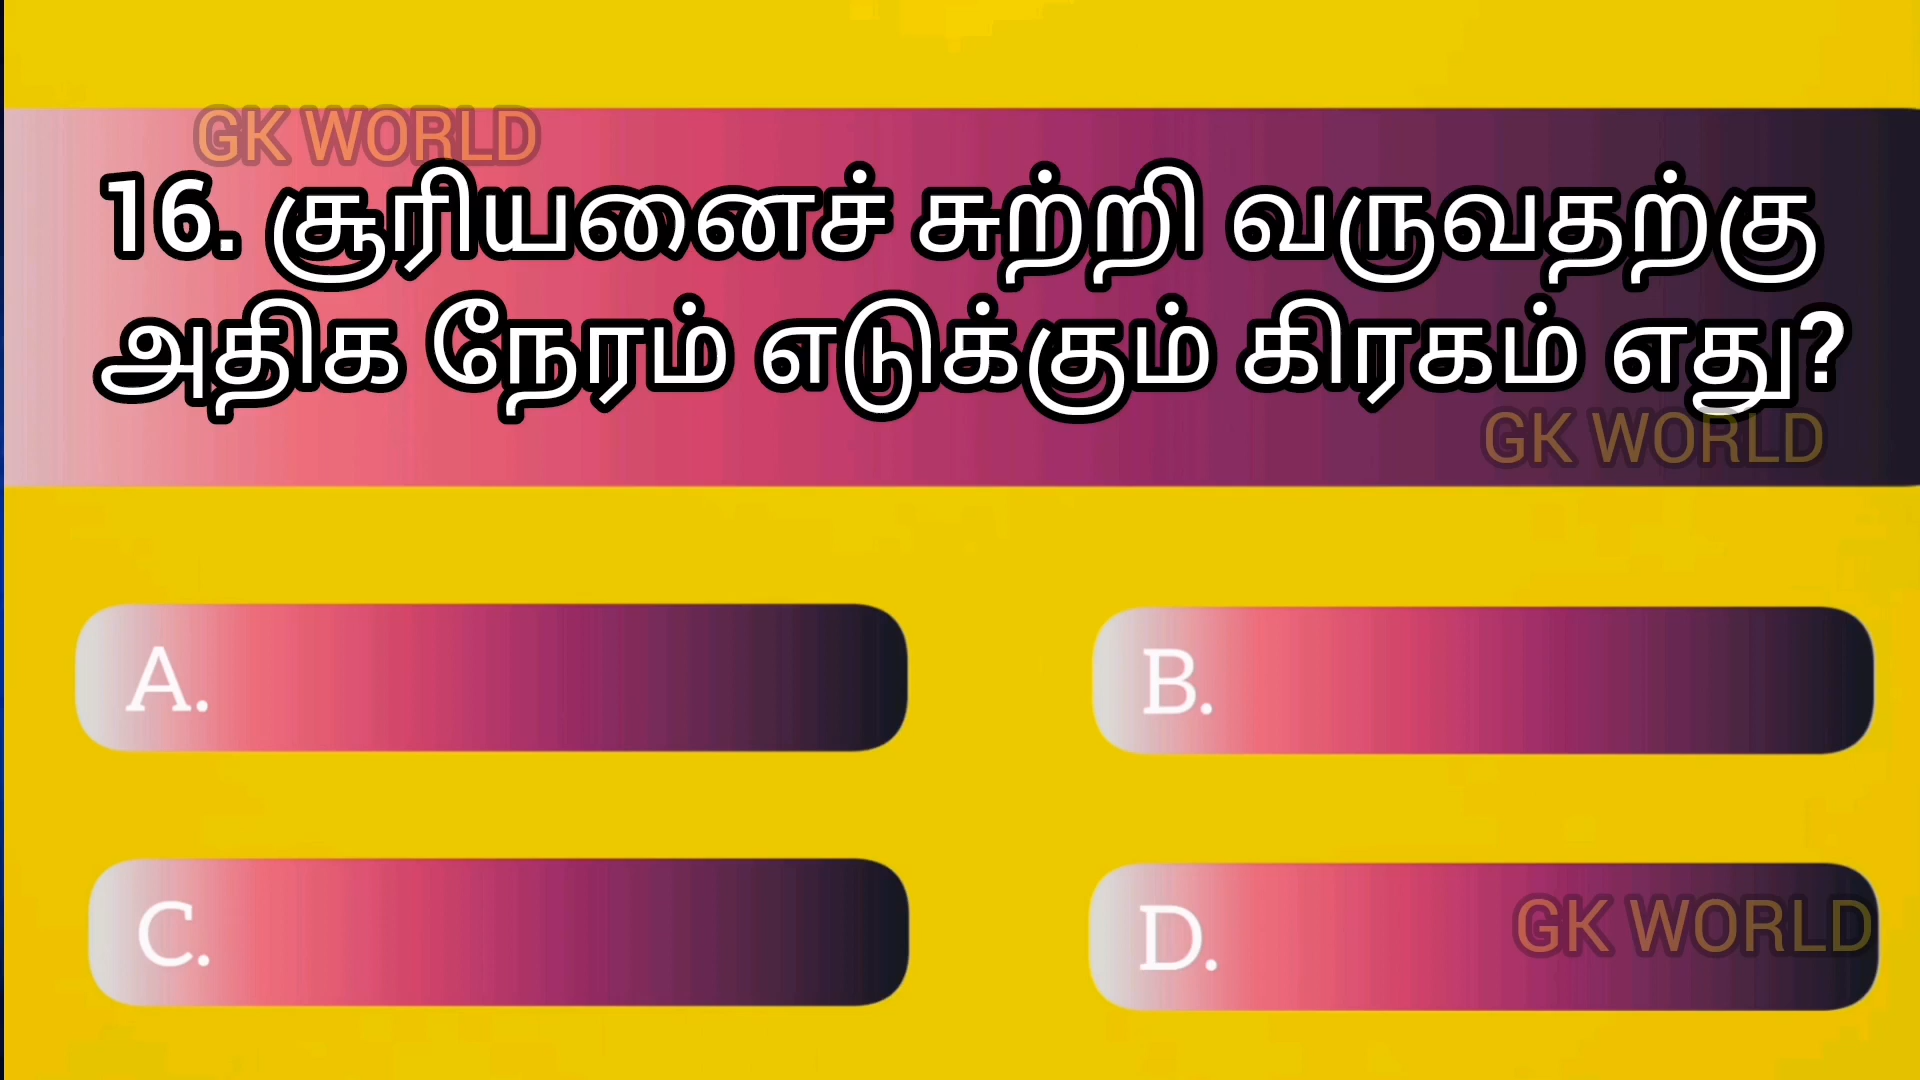 GK WORLD
16. சூரியனைச் சுற்றி வருவதற்கு
அதிக நேரம் எடுக்கும் கிரகம் எது?
GK WORLD
A.
B.
C.
D.
GK WORLD